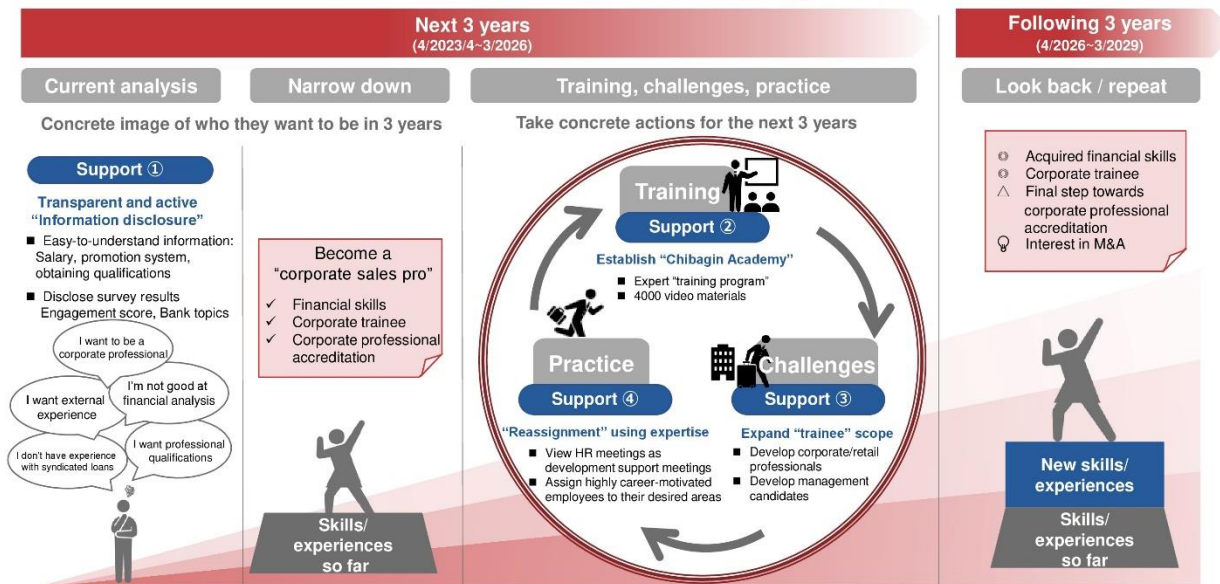 Next 3 years
(4/2023/4~3/2026)
Following 3 years
(4/2026~3/2029)
Current analysis
Narrow down
Training, challenges, practice
Look back / repeat
Concrete image of who they want to be in 3 years
Take concrete actions for the next 3 years
Support ①
Transparent and active
“Information disclosure”
■ Easy-to-understand information:
Salary, promotion system,
obtaining qualifications
■ Disclose survey results
Engagement score, Bank topics
I want to be a
corporate professional
I'm not good at
financial analysis
I want external
experience
I want professional
qualifications
I don't have experience
with syndicated loans
Become a
“corporate sales pro”
✓ Financial skills
✓ Corporate trainee
✓ Corporate professional
accreditation
Skills/
experiences
so far
Training
Support ②
Establish “Chibagin Academy”
■ Expert “training program”
■ 4000 video materials
Practice
Support ④
“Reassignment” using expertise
■ View HR meetings as
development support meetings
■ Assign highly career-motivated
employees to their desired areas
Challenges
Support ③
Expand “trainee” scope
■ Develop corporate/retail
professionals
■ Develop management
candidates
◎ Acquired financial skills
◎ Corporate trainee
△ Final step towards
corporate professional
accreditation
Interest in M&A
New skills/
experiences
Skills/
experiences
so far